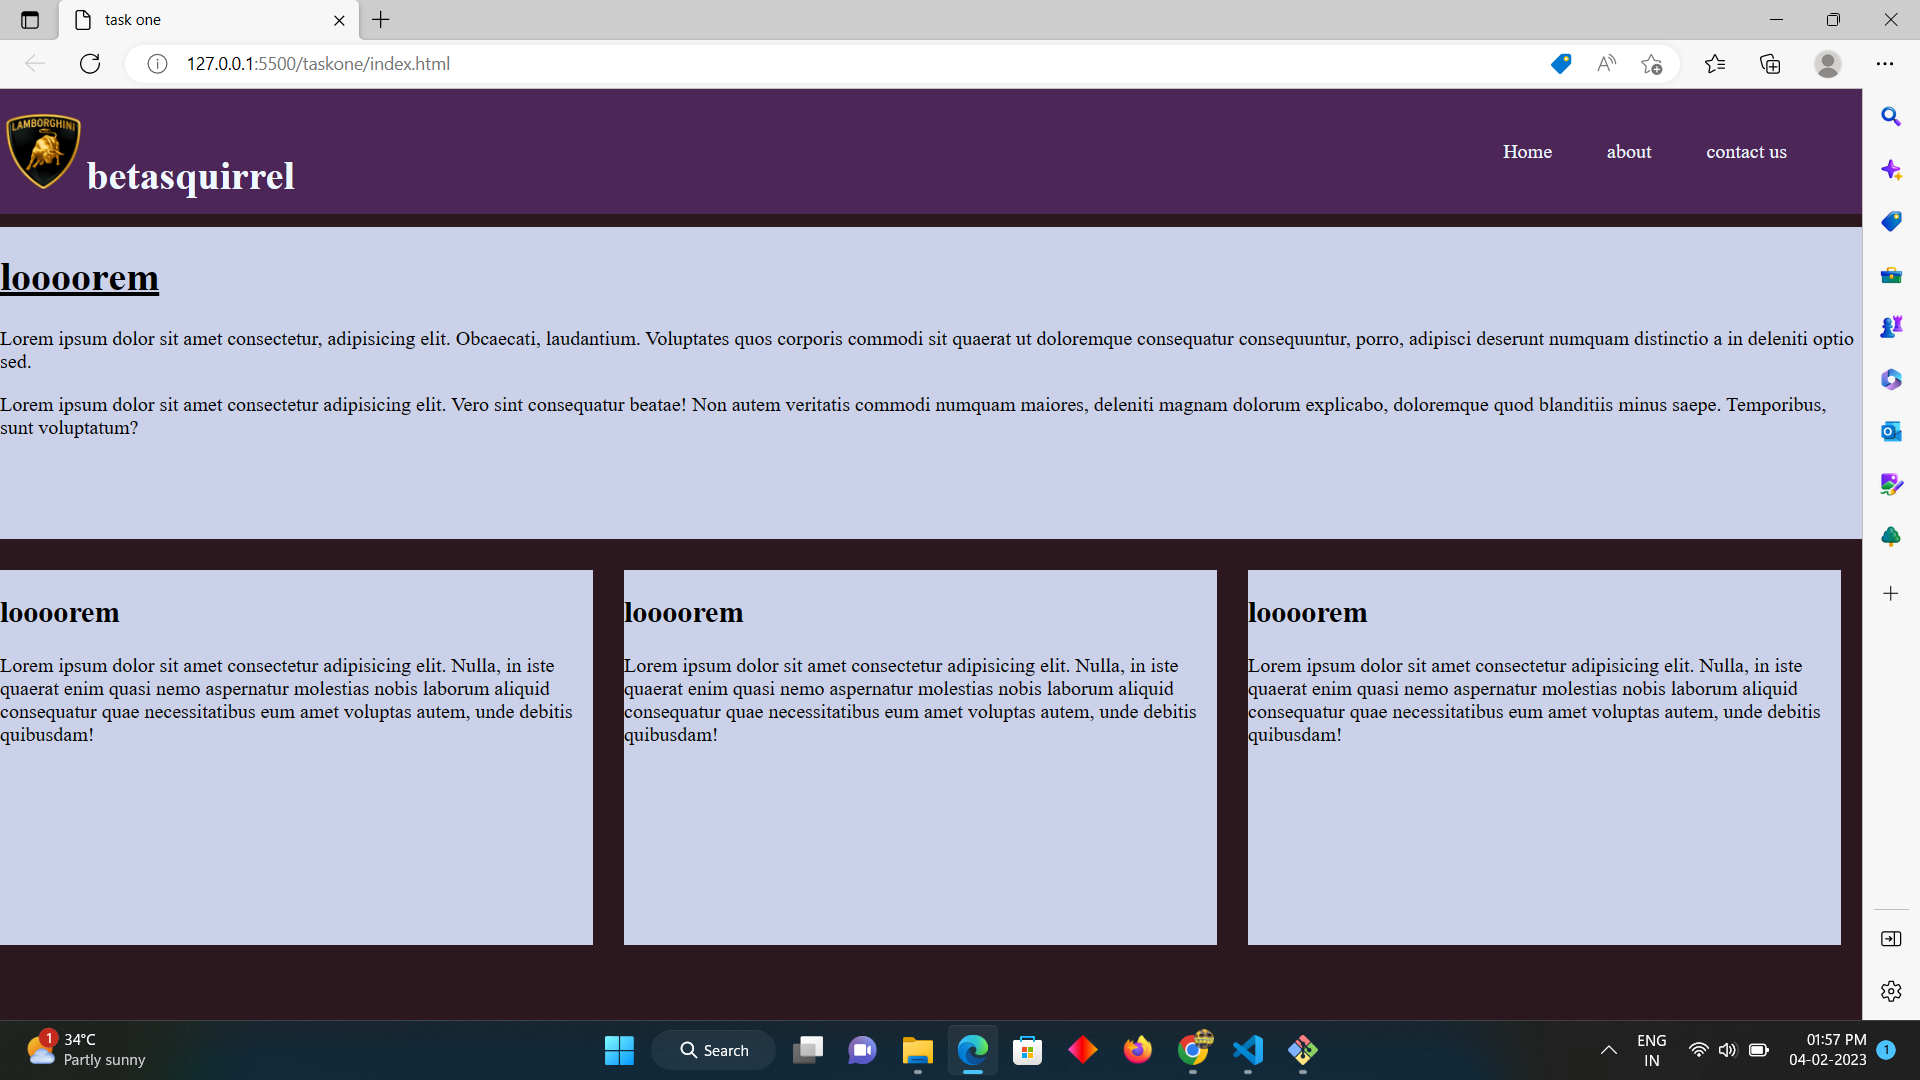 task one
127.0.0.1:5500/taskone/index.html
LAMBORGHINI
betasquirrel
Home about contact us
loooorem
Lorem ipsum dolor sit amet consectetur, adipisicing elit. Obcaecati, laudantium. Voluptates quos corporis commodi sit quaerat ut doloremque consequatur consequuntur, porro, adipisci deserunt numquam distinctio a in deleniti optio
sed.
Lorem ipsum dolor sit amet consectetur adipisicing elit. Vero sint consequatur beatae! Non autem veritatis commodi numquam maiores, deleniti magnam dolorum explicabo, doloremque quod blanditiis minus saepe. Temporibus,
sunt voluptatum?
loooorem
Lorem ipsum dolor sit amet consectetur adipisicing elit. Nulla, in iste
quaerat enim quasi nemo aspernatur molestias nobis laborum aliquid
consequatur quae necessitatibus eum amet voluptas autem, unde debitis
quibusdam!
loooorem
Lorem ipsum dolor sit amet consectetur adipisicing elit. Nulla, in iste
quaerat enim quasi nemo aspernatur molestias nobis laborum aliquid
consequatur quae necessitatibus eum amet voluptas autem, unde debitis
quibusdam!
loooorem
Lorem ipsum dolor sit amet consectetur adipisicing elit. Nulla, in iste
quaerat enim quasi nemo aspernatur molestias nobis laborum aliquid
consequatur quae necessitatibus eum amet voluptas autem, unde debitis
quibusdam!
1
34°C
Partly sunny
Search
ENG
IN
01:57 PM
04-02-2023
1